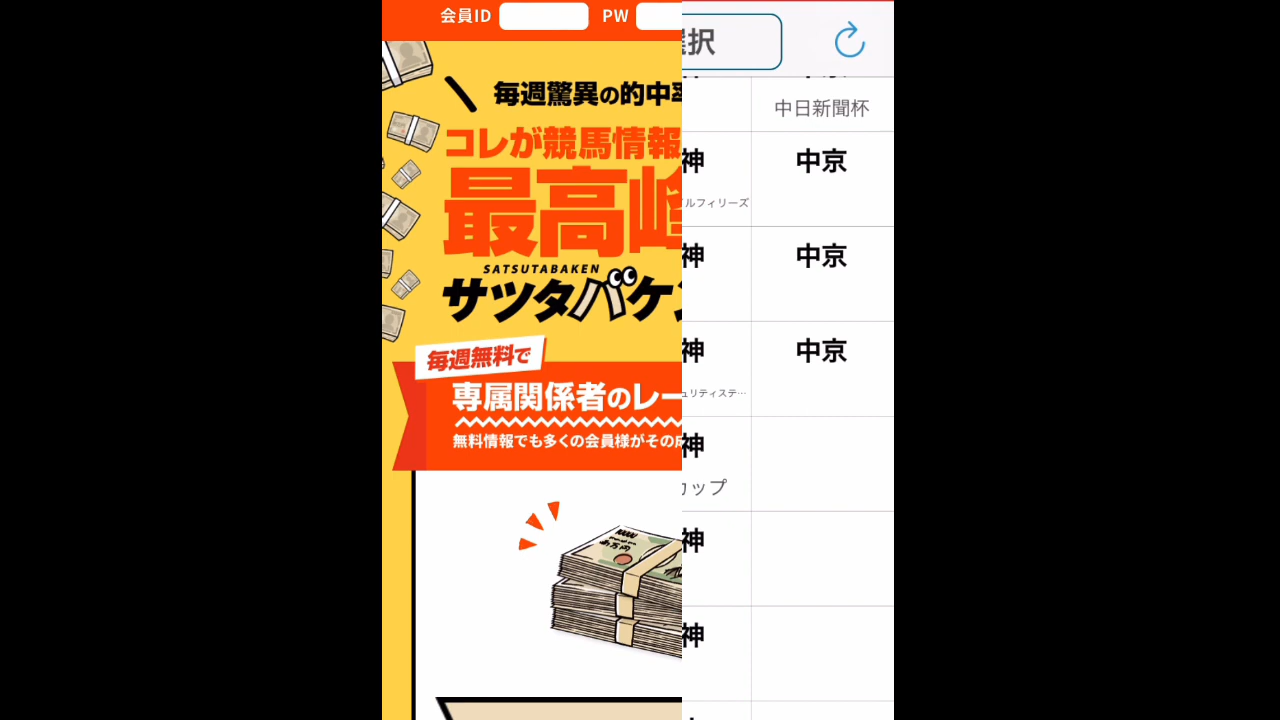 会員ID PW
毎週驚異の的中
コレが競馬情報
最高峰
SATSUTABAKEN
サツタバケン
毎週無料で
専属関係者のレー
無料情報でも多くの会員様がその
択
中日新聞杯
神 中京
ルフィリーズ
神 中京
神 中京
ュリティステ…
神
カップ
神
神